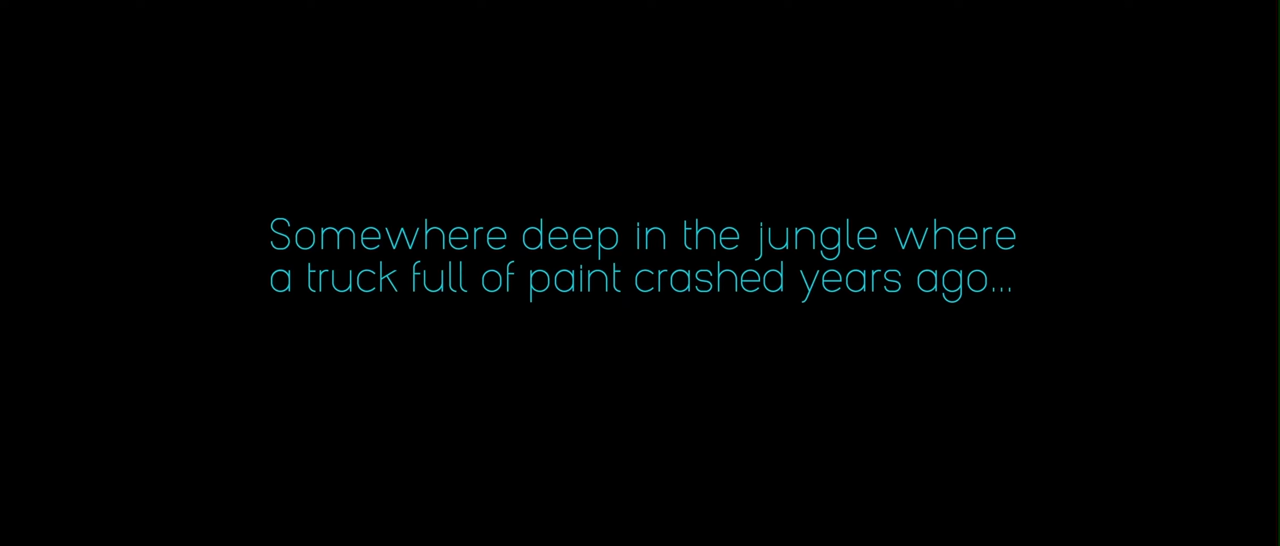 Somewhere deep in the jungle where
a truck full of paint crashed years ago...